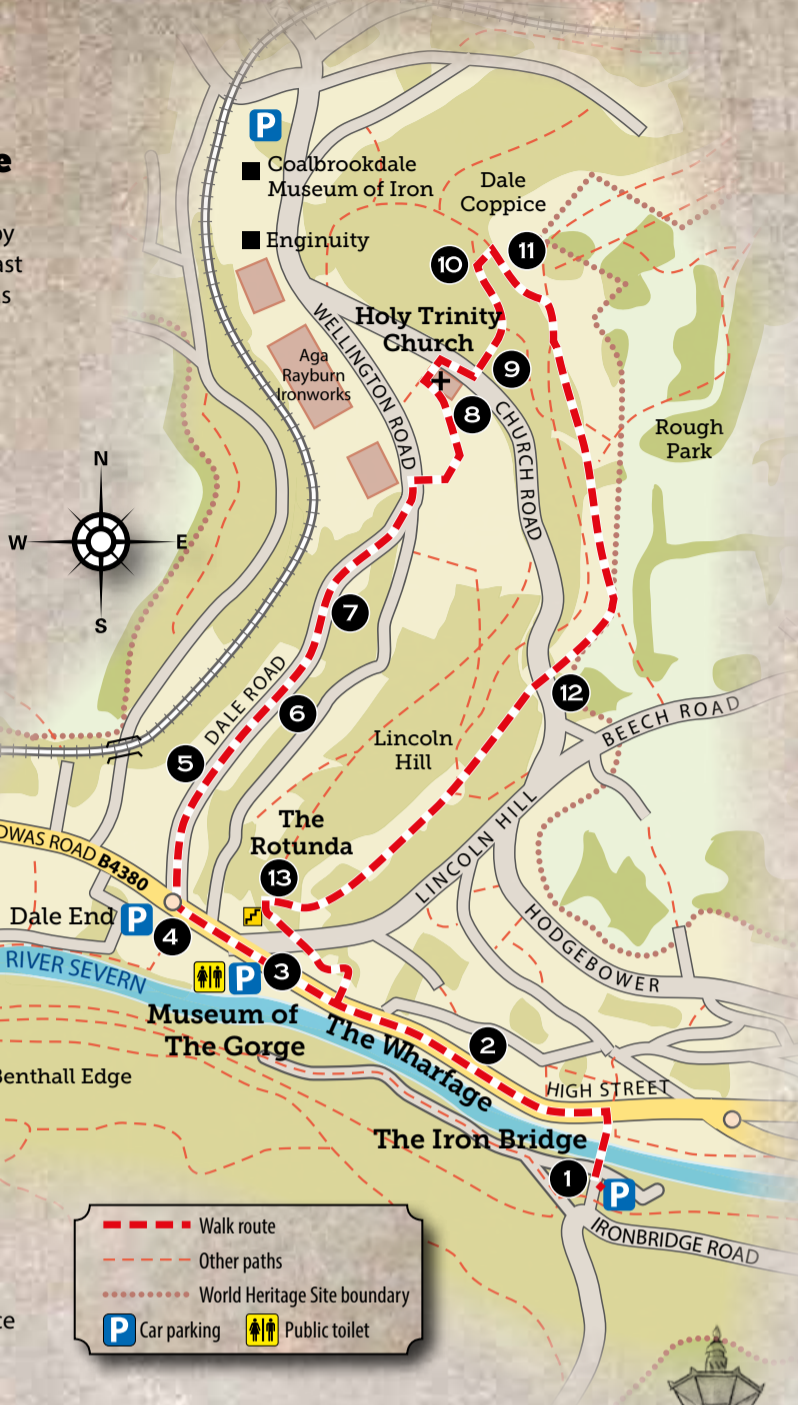 e
by
ast
s
P
Coalbrookdale
Museum of Iron
Enginuity
Dale
Coppice
10
11
Holy Trinity
Church
WELLINGTON ROAD
Aga
Rayburn
Ironworks
9
8
CHURCH ROAD
Rough
Park
N
W
E
S
7
DALE ROAD
6
5
12
BEECH ROAD
Lincoln
Hill
The
Rotunda
13
LINCOLN HILL
DWAS ROAD B4380
Dale End
P
4
HODGEBOWER
RIVER SEVERN
P
3
Museum of
The Gorge
The Wharfage
2
Benthall Edge
HIGH STREET
The Iron Bridge
1
P
IRONBRIDGE ROAD
Walk route
Other paths
World Heritage Site boundary
P Car parking
Public toilet
ce